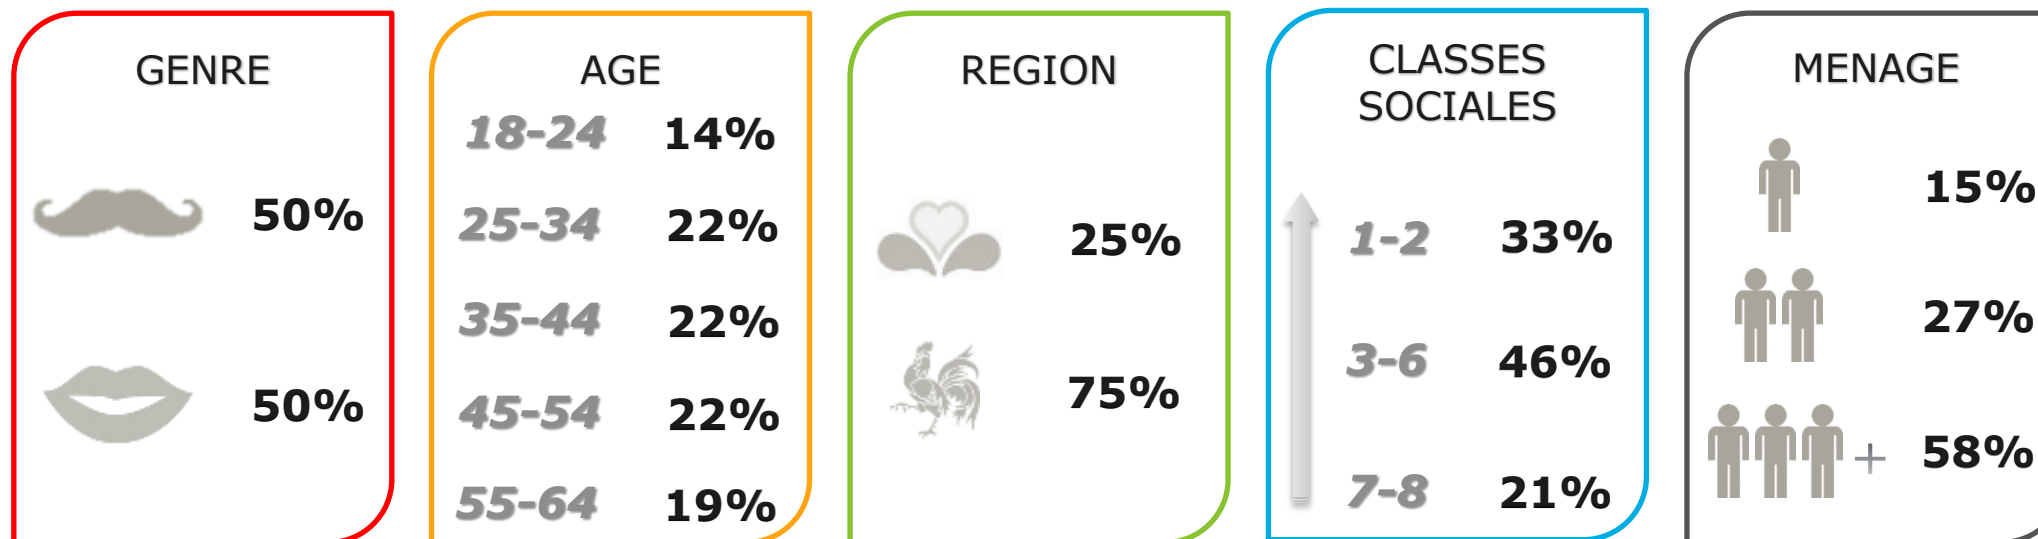 GENRE
50%
50%
AGE
18-24 14%
25-34 22%
35-44 22%
45-54 22%
55-64 19%
REGION
25%
75%
CLASSES
SOCIALES
1-2 33%
3-6 46%
7-8 21%
MENAGE
15%
27%
+ 58%